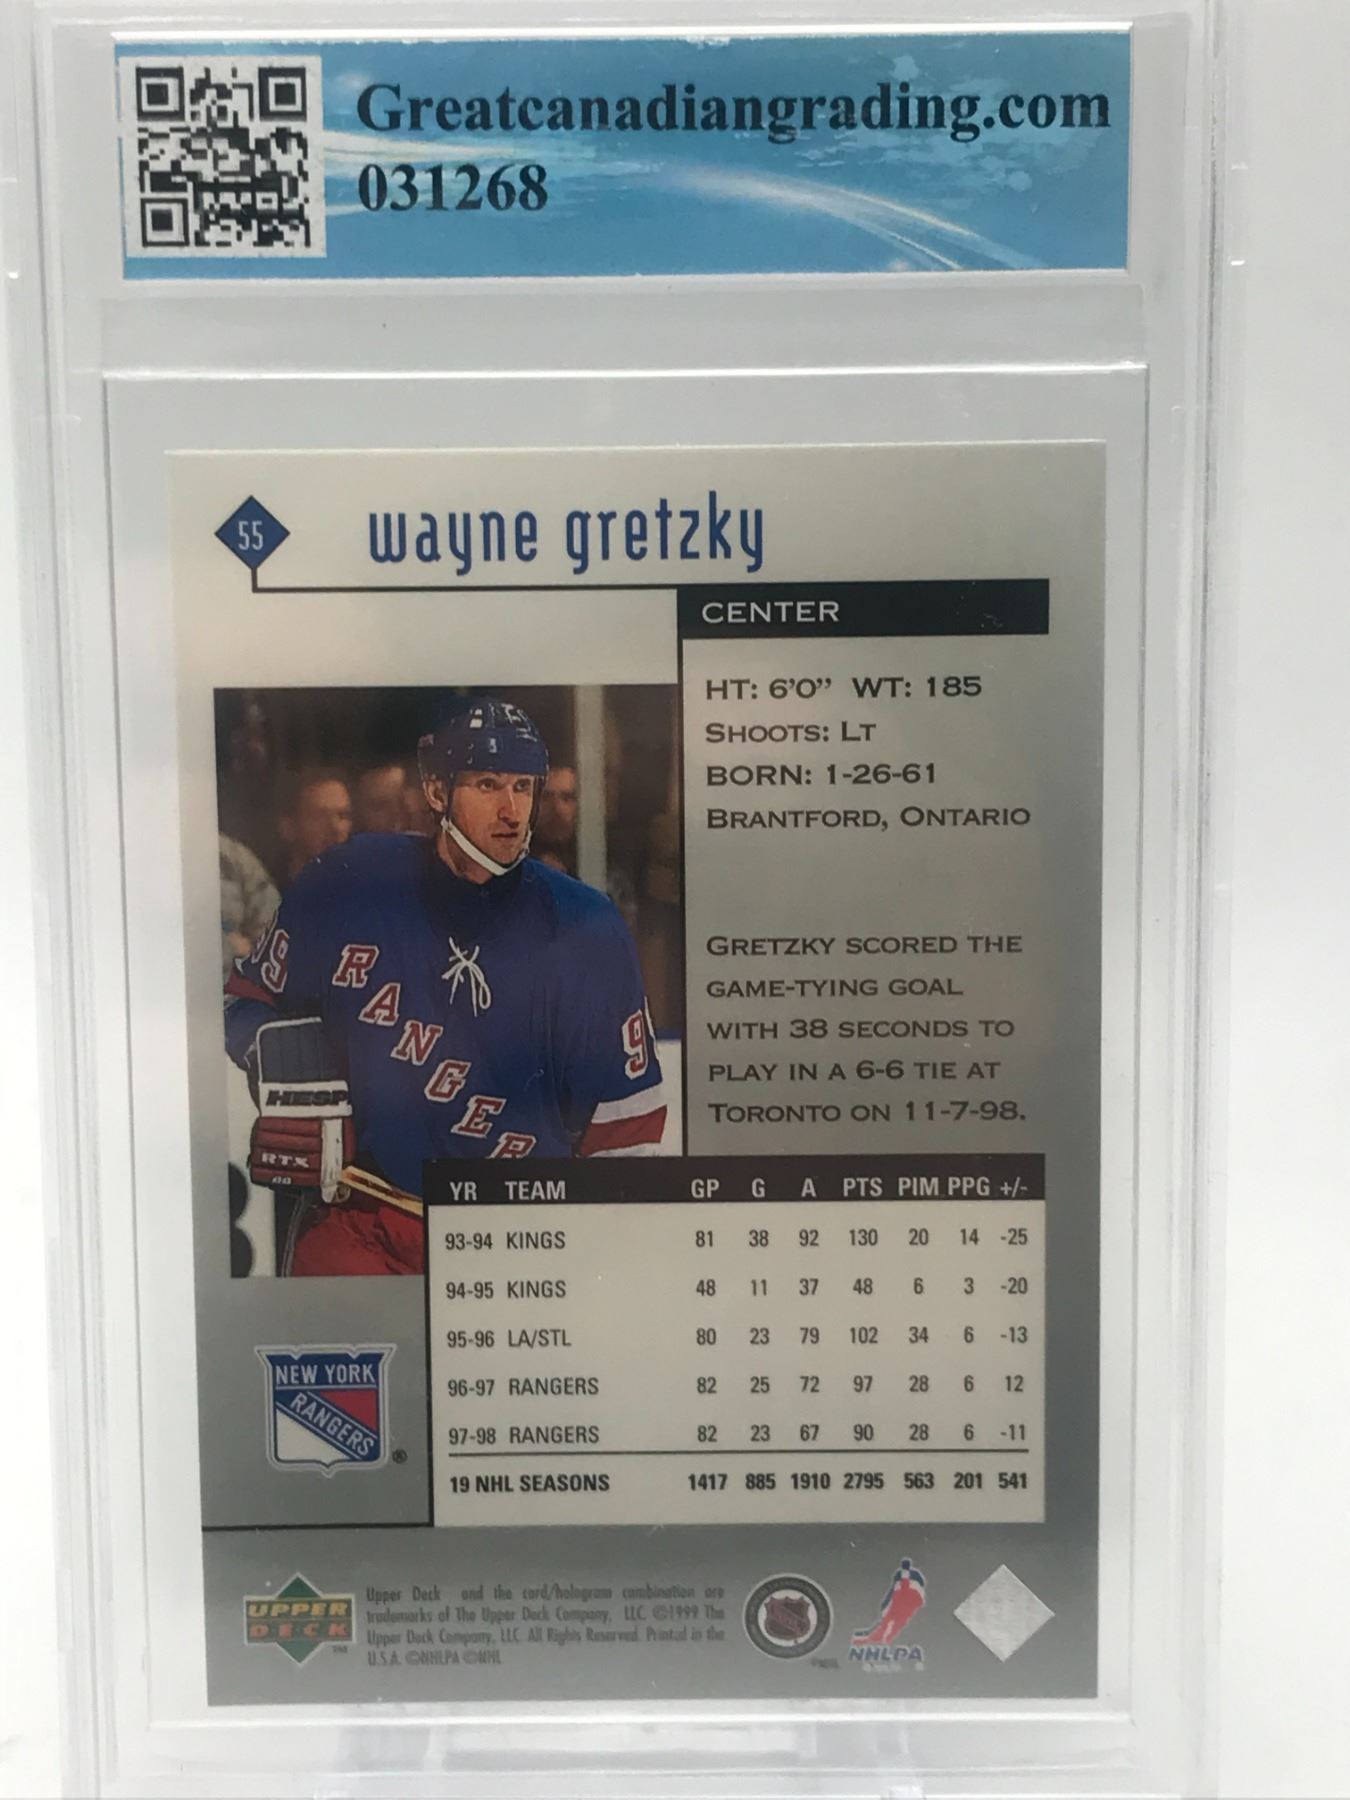 Greatcanadiangrading.com
031268
55
wayne gretzky
CENTER
HT: 6'0" WT: 185
SHOOTS: LT
BORN: 1-26-61
BRANTFORD, ONTARIO
GRETZKY SCORED THE
GAME-TYING GOAL
WITH 38 SECONDS TO
PLAY IN A 6-6 TIE AT
TORONTO ON 11-7-98.
99
RANGER
9
HESP
RTX
YR TEAM GP G A PTS PIM PPG +/-
93-94 KINGS 81 38 92 130 20 14 -25
94-95 KINGS 48 11 37 48 6 3 -20
95-96 LA/STL 80 23 79 102 34 6 -13
96-97 RANGERS 82 25 72 97 28 6 12
97-98 RANGERS 82 23 67 90 28 6 -11
19 NHL SEASONS 1417 885 1910 2795 563 201 541
NEW YORK
RANGERS
®
UPPER
DECK
™
Upper Deck and the card/hologram combination are
trademarks of The Upper Deck Company, LLC. ©1999 The
Upper Deck Company, LLC. All Rights Reserved. Printed in the
U.S.A. ©NHLPA ©NHL
NHL
NHLPA